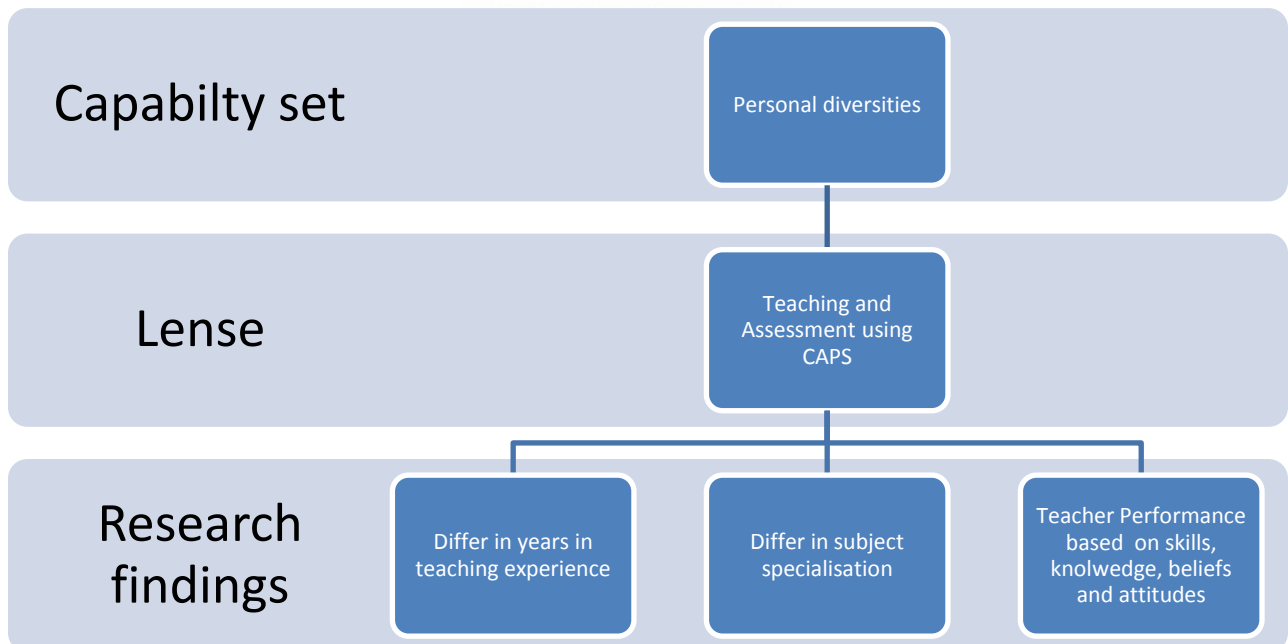 Capabilty set
Personal diversities
Lense
Teaching and
Assessment using
CAPS
Research
findings
Differ in years in
teaching experience
Differ in subject
specialisation
Teacher Performance
based on skills,
knolwedge, beliefs
and attitudes